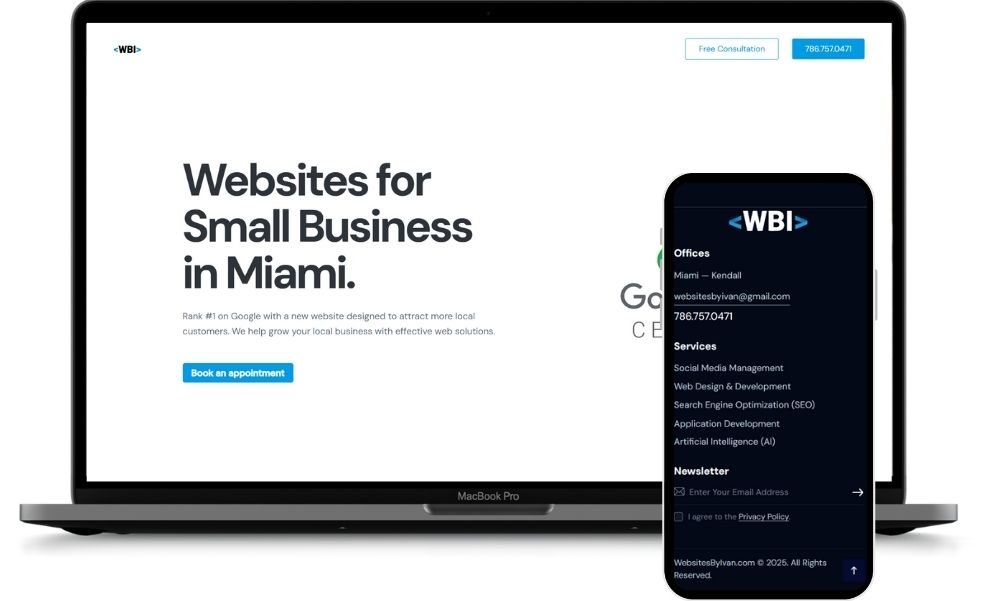 <WBI>
Free Consultation
786.757.0471
Websites for
Small Business
in Miami.
Rank #1 on Google with a new website designed to attract more local
customers. We help grow your local business with effective web solutions.
Book an appointment
Go
CE
MacBook Pro
<WBI>
Offices
Miami — Kendall
websitesbyivan@gmail.com
786.757.0471
Services
Social Media Management
Web Design & Development
Search Engine Optimization (SEO)
Application Development
Artificial Intelligence (AI)
Newsletter
Enter Your Email Address
I agree to the Privacy Policy.
WebsitesByIvan.com © 2025. All Rights
Reserved.